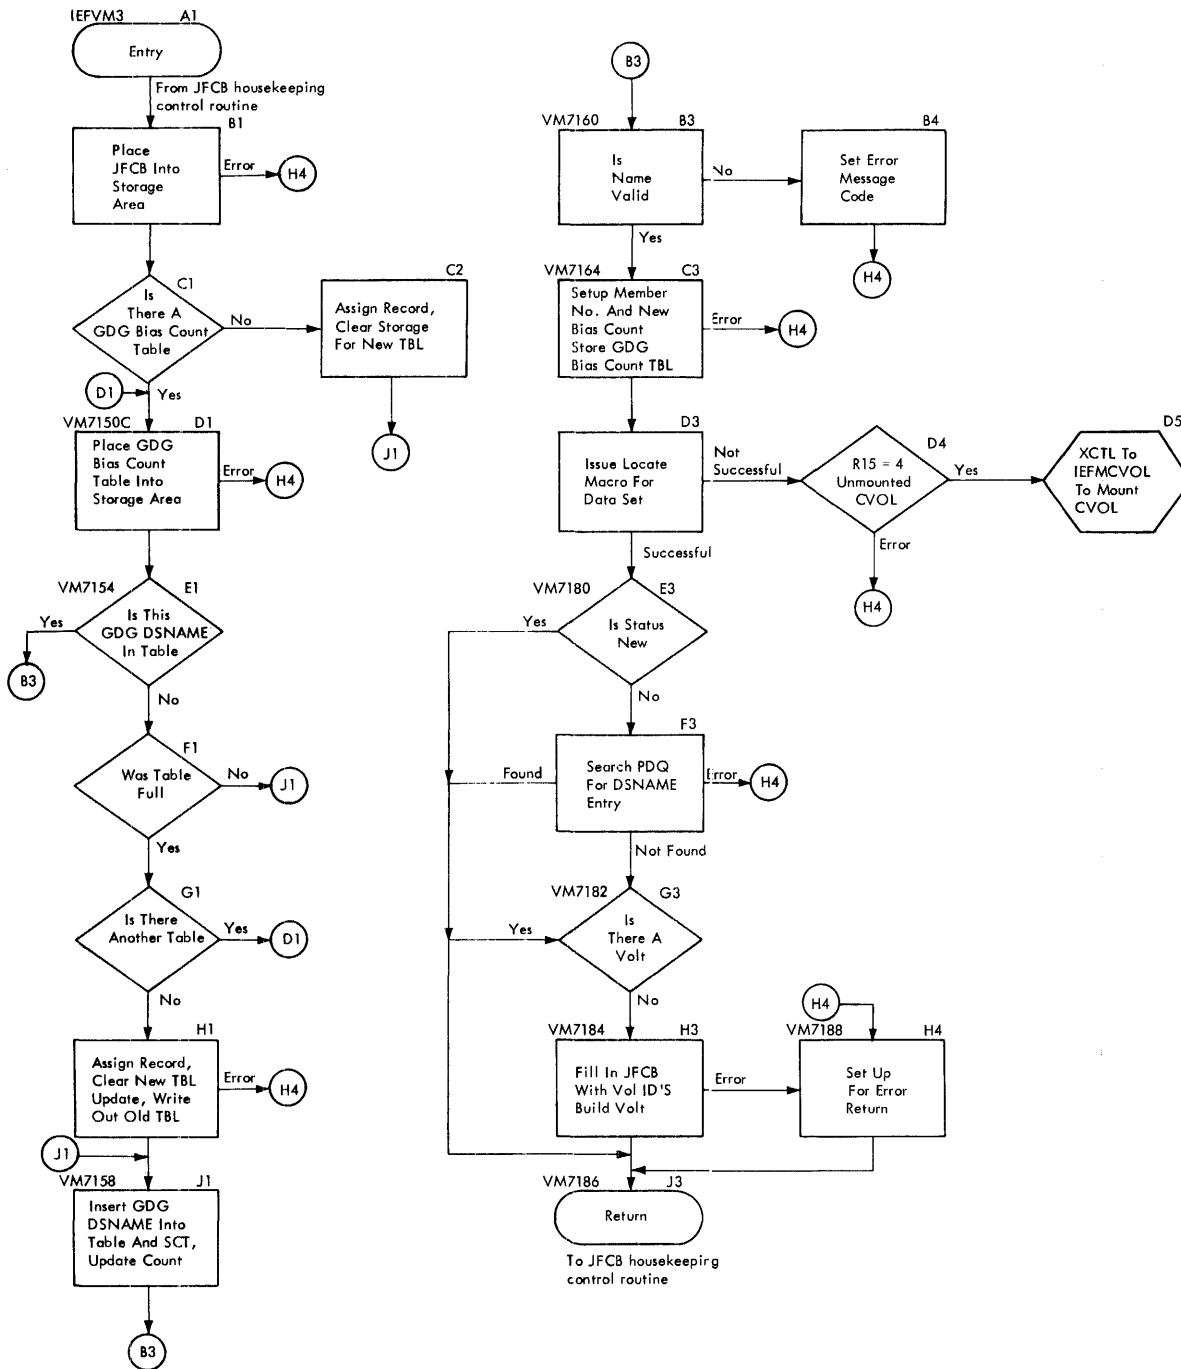 IEFVM3 A1
Entry
From JFCB housekeeping
control routine
B1
Place
JFCB Into
Storage
Area
Error
H4
C1
Is
There A
GDG Bias Count
Table
No
C2
Assign Record,
Clear Storage
For New TBL
J1
D1
Yes
VM7150C D1
Place GDG
Bias Count
Table Into
Storage Area
Error
H4
VM7154 E1
Is This
GDG DSNAME
In Table
Yes
B3
No
F1
Was Table
Full
No
J1
Yes
G1
Is There
Another Table
Yes
D1
No
H1
Assign Record,
Clear New TBL
Update, Write
Out Old TBL
Error
H4
J1
VM7158 J1
Insert GDG
DSNAME Into
Table And SCT,
Update Count
B3
B3
VM7160 B3
Is
Name
Valid
No
B4
Set Error
Message
Code
H4
Yes
VM7164 C3
Setup Member
No. And New
Bias Count
Store GDG
Bias Count TBL
Error
H4
D3
Issue Locate
Macro For
Data Set
Not
Successful
D4
R15 = 4
Unmounted
CVOL
Yes
D5
XCTL To
IEFMCVOL
To Mount
CVOL
Error
H4
Successful
VM7180 E3
Is Status
New
Yes
No
F3
Search PDQ
For DSNAME
Entry
Found
Error
H4
Not Found
VM7182 G3
Is
There A
Volt
Yes
No
VM7184 H3
Fill In JFCB
With Vol ID'S
Build Volt
Error
H4
VM7188 H4
Set Up
For Error
Return
VM7186 J3
Return
To JFCB housekeeping
control routine